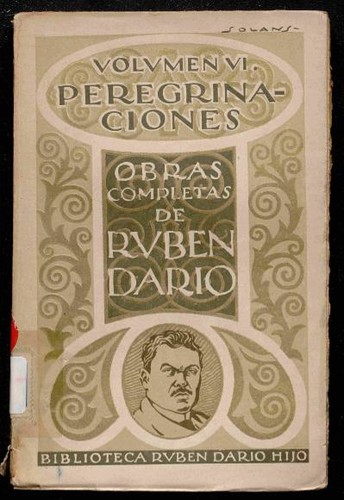 SOLANS-
VOLVMEN VI.
PEREGRINA-
CIONES
OBRAS
COMPLETAS
DE
RVBEN
DARIO
BIBLIOTECA RVBEN DARIO HIJO